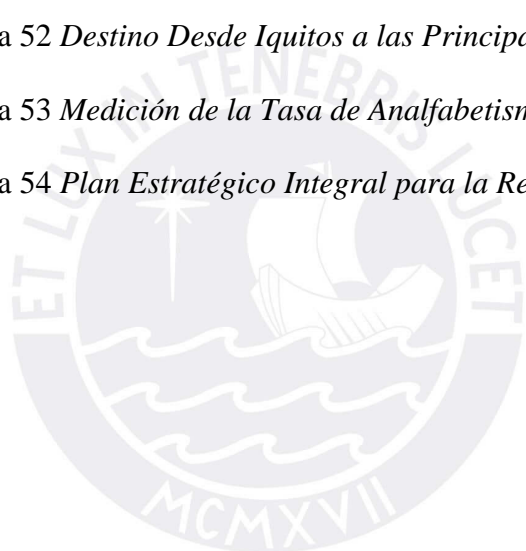 a 52 Destino Desde Iquitos a las Principa
a 53 Medición de la Tasa de Analfabetism
a 54 Plan Estratégico Integral para la Re
ET LUX IN TENEBRIS LUCET
MCMXVII